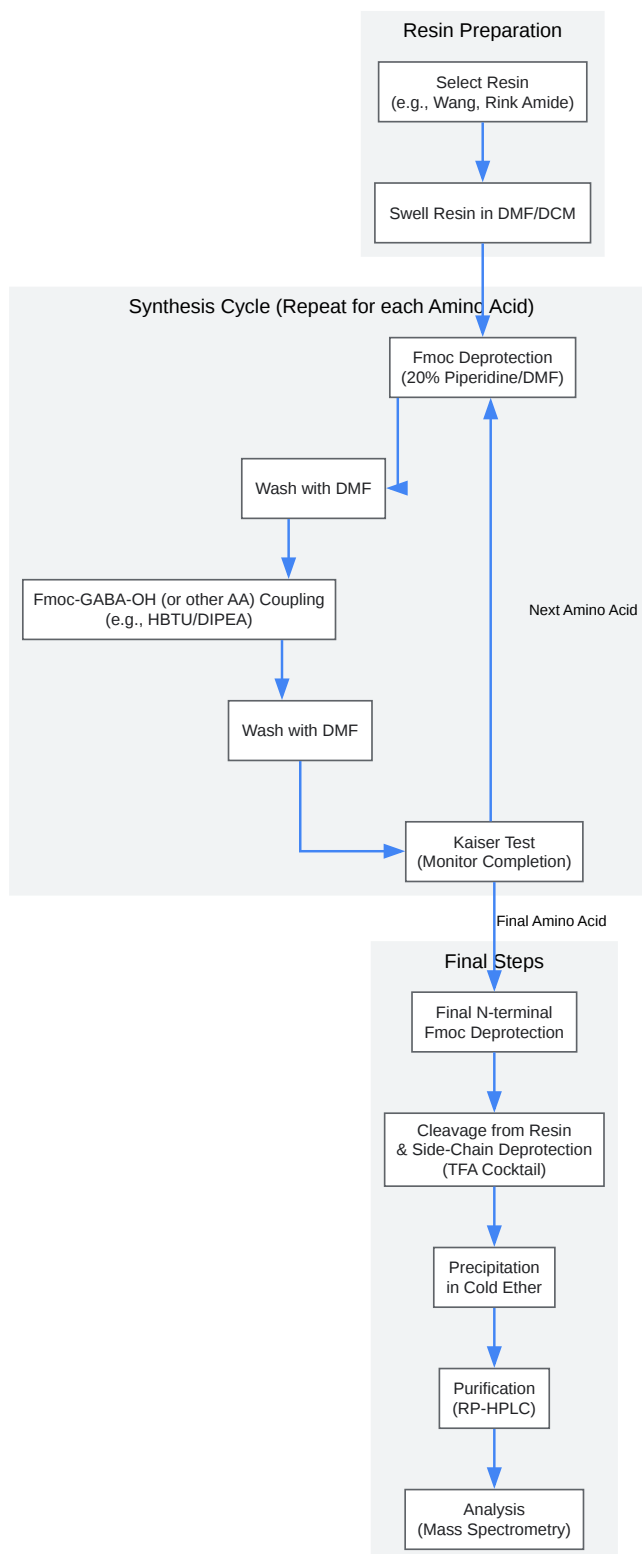 Resin Preparation
Select Resin
(e.g., Wang, Rink Amide)
Swell Resin in DMF/DCM
Synthesis Cycle (Repeat for each Amino Acid)
Fmoc Deprotection
(20% Piperidine/DMF)
Wash with DMF
Fmoc-GABA-OH (or other AA) Coupling
(e.g., HBTU/DIPEA)
Next Amino Acid
Wash with DMF
Kaiser Test
(Monitor Completion)
Final Amino Acid
Final Steps
Final N-terminal
Fmoc Deprotection
Cleavage from Resin
& Side-Chain Deprotection
(TFA Cocktail)
Precipitation
in Cold Ether
Purification
(RP-HPLC)
Analysis
(Mass Spectrometry)